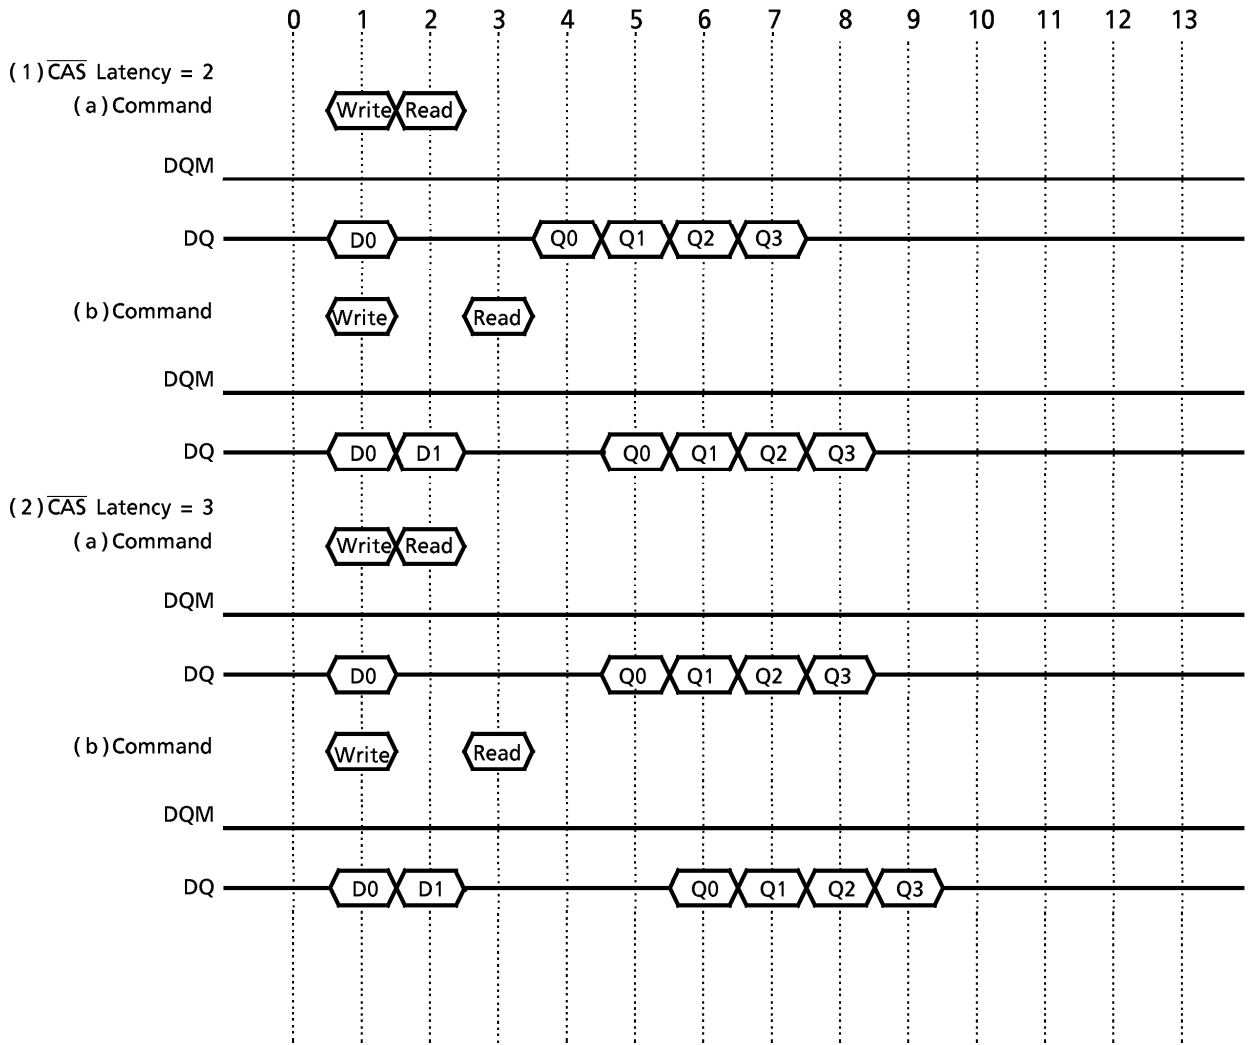 0 1 2 3 4 5 6 7 8 9 10 11 12 13
(1) C̅A̅S̅ Latency = 2
(a) Command Write Read
DQM
DQ D0 Q0 Q1 Q2 Q3
(b) Command Write Read
DQM
DQ D0 D1 Q0 Q1 Q2 Q3
(2) C̅A̅S̅ Latency = 3
(a) Command Write Read
DQM
DQ D0 Q0 Q1 Q2 Q3
(b) Command Write Read
DQM
DQ D0 D1 Q0 Q1 Q2 Q3